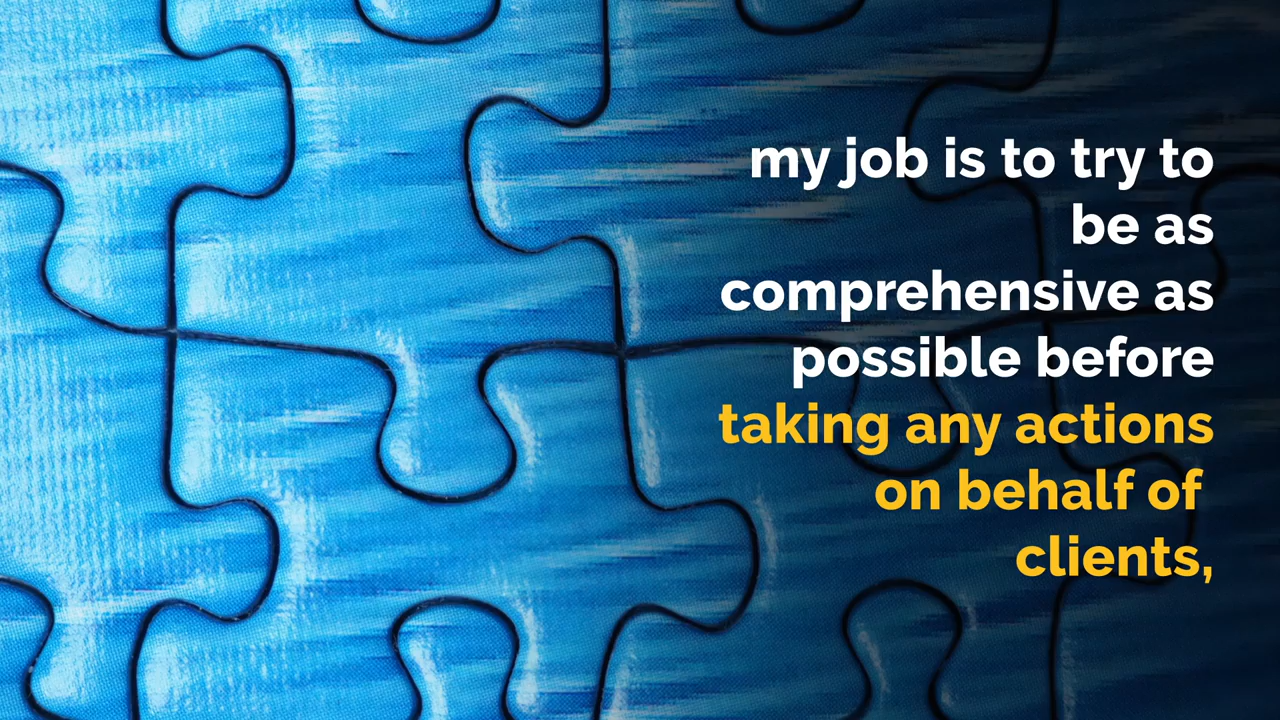 my job is to try to
be as
comprehensive as
possible before
taking any actions
on behalf of
clients,